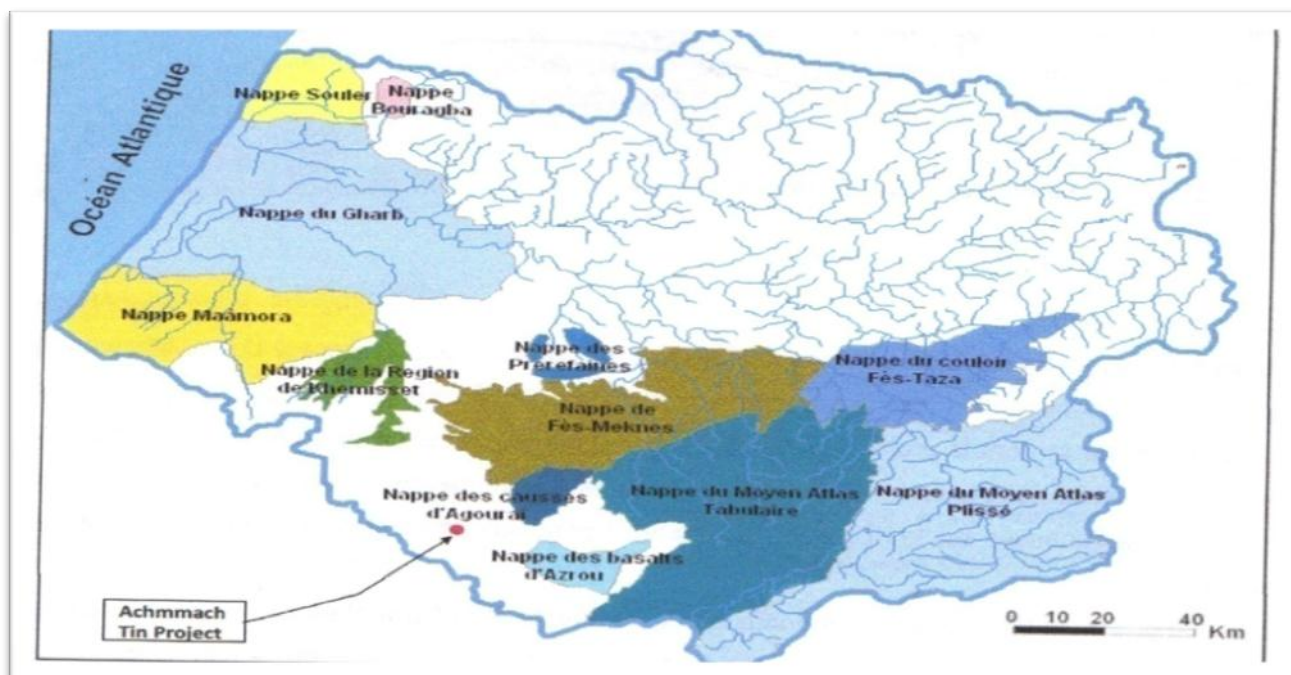 Océan Atlantique
Nappe Souler
Nappe
Bouragba
Nappe du Gharb
Nappe Maâmora
Nappe de la Region
de Khemisset
Nappe des
Prérefaines
Nappe du couloir
Fès-Taza
Nappe de
Fès-Meknes
Nappe des causses
d'Agourai
Nappe du Moyen Atlas
Tabulaire
Nappe du Moyen Atlas
Plissé
Nappe des basalts
d'Azrou
Achmmach
Tin Project
0 10 20 40 Km